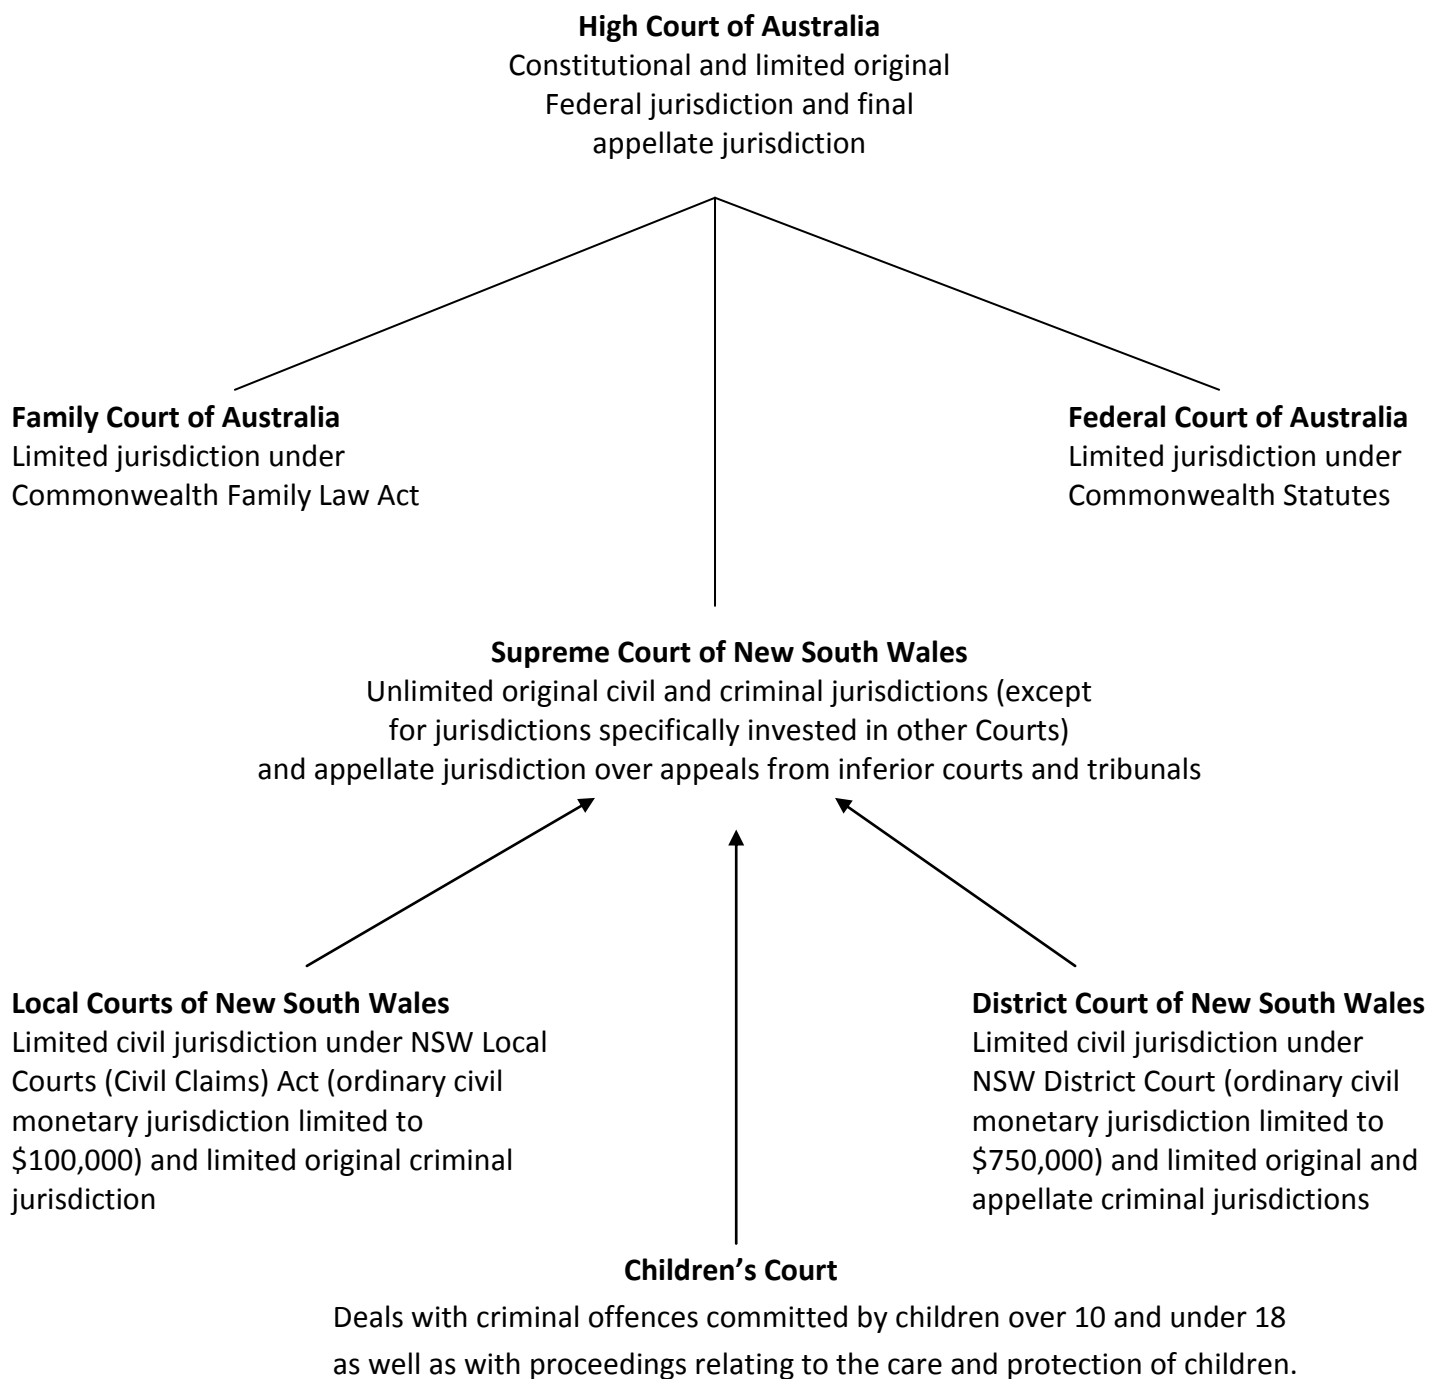 High Court of Australia
Constitutional and limited original
Federal jurisdiction and final
appellate jurisdiction
Family Court of Australia
Limited jurisdiction under
Commonwealth Family Law Act
Federal Court of Australia
Limited jurisdiction under
Commonwealth Statutes
Supreme Court of New South Wales
Unlimited original civil and criminal jurisdictions (except
for jurisdictions specifically invested in other Courts)
and appellate jurisdiction over appeals from inferior courts and tribunals
Local Courts of New South Wales
Limited civil jurisdiction under NSW Local
Courts (Civil Claims) Act (ordinary civil
monetary jurisdiction limited to
$100,000) and limited original criminal
jurisdiction
District Court of New South Wales
Limited civil jurisdiction under
NSW District Court (ordinary civil
monetary jurisdiction limited to
$750,000) and limited original and
appellate criminal jurisdictions
Children’s Court
Deals with criminal offences committed by children over 10 and under 18
as well as with proceedings relating to the care and protection of children.